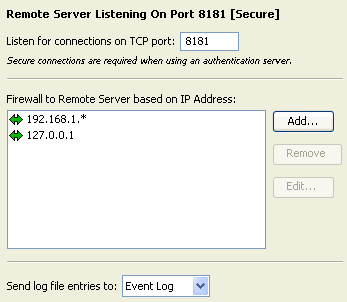 Remote Server Listening On Port 8181 [Secure]
Listen for connections on TCP port: 8181
Secure connections are required when using an authentication server.
Firewall to Remote Server based on IP Address:
192.168.1.*
127.0.0.1
Add...
Remove
Edit...
Send log file entries to: Event Log